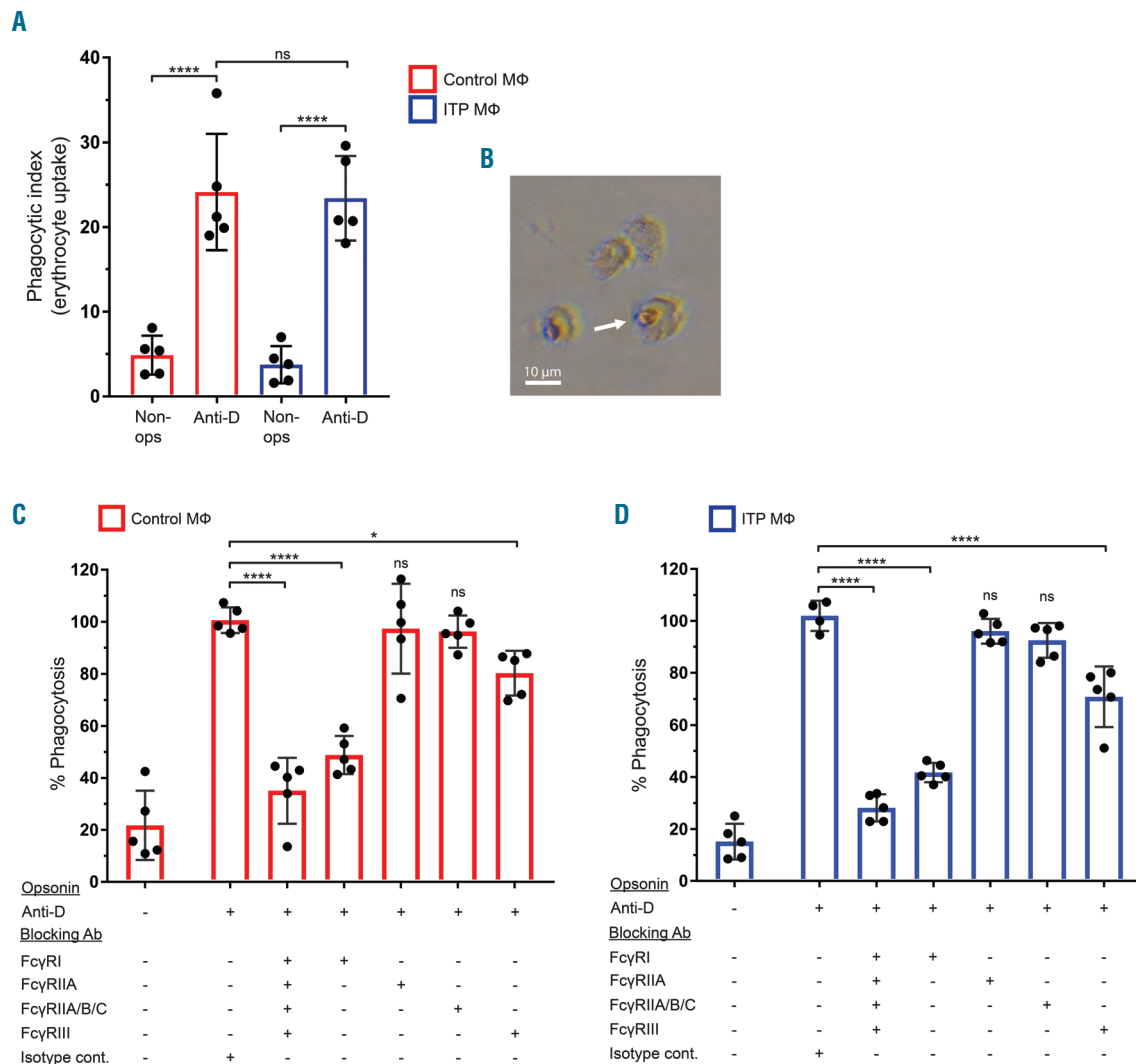 A
40
30
20
10
0
Phagocytic index
(erythrocyte uptake)
****
ns
****
Non-
ops
Anti-D
Non-
ops
Anti-D
Control MΦ
ITP MΦ
B
10 µm
C
Control MΦ
*
****
****
ns
ns
120
100
80
60
40
20
0
% Phagocytosis
Opsonin
Anti-D - + + + + + +
Blocking Ab
FcγRI - - + + - - -
FcγRIIA - - + - + - -
FcγRIIA/B/C - - + - - + -
FcγRIII - - + - - - +
Isotype cont. - + - - - - -
D
ITP MΦ
****
****
****
ns
ns
120
100
80
60
40
20
0
% Phagocytosis
Opsonin
Anti-D - + + + + + +
Blocking Ab
FcγRI - - + + - - -
FcγRIIA - - + - + - -
FcγRIIA/B/C - - + - - + -
FcγRIII - - + - - - +
Isotype cont. - + - - - - -